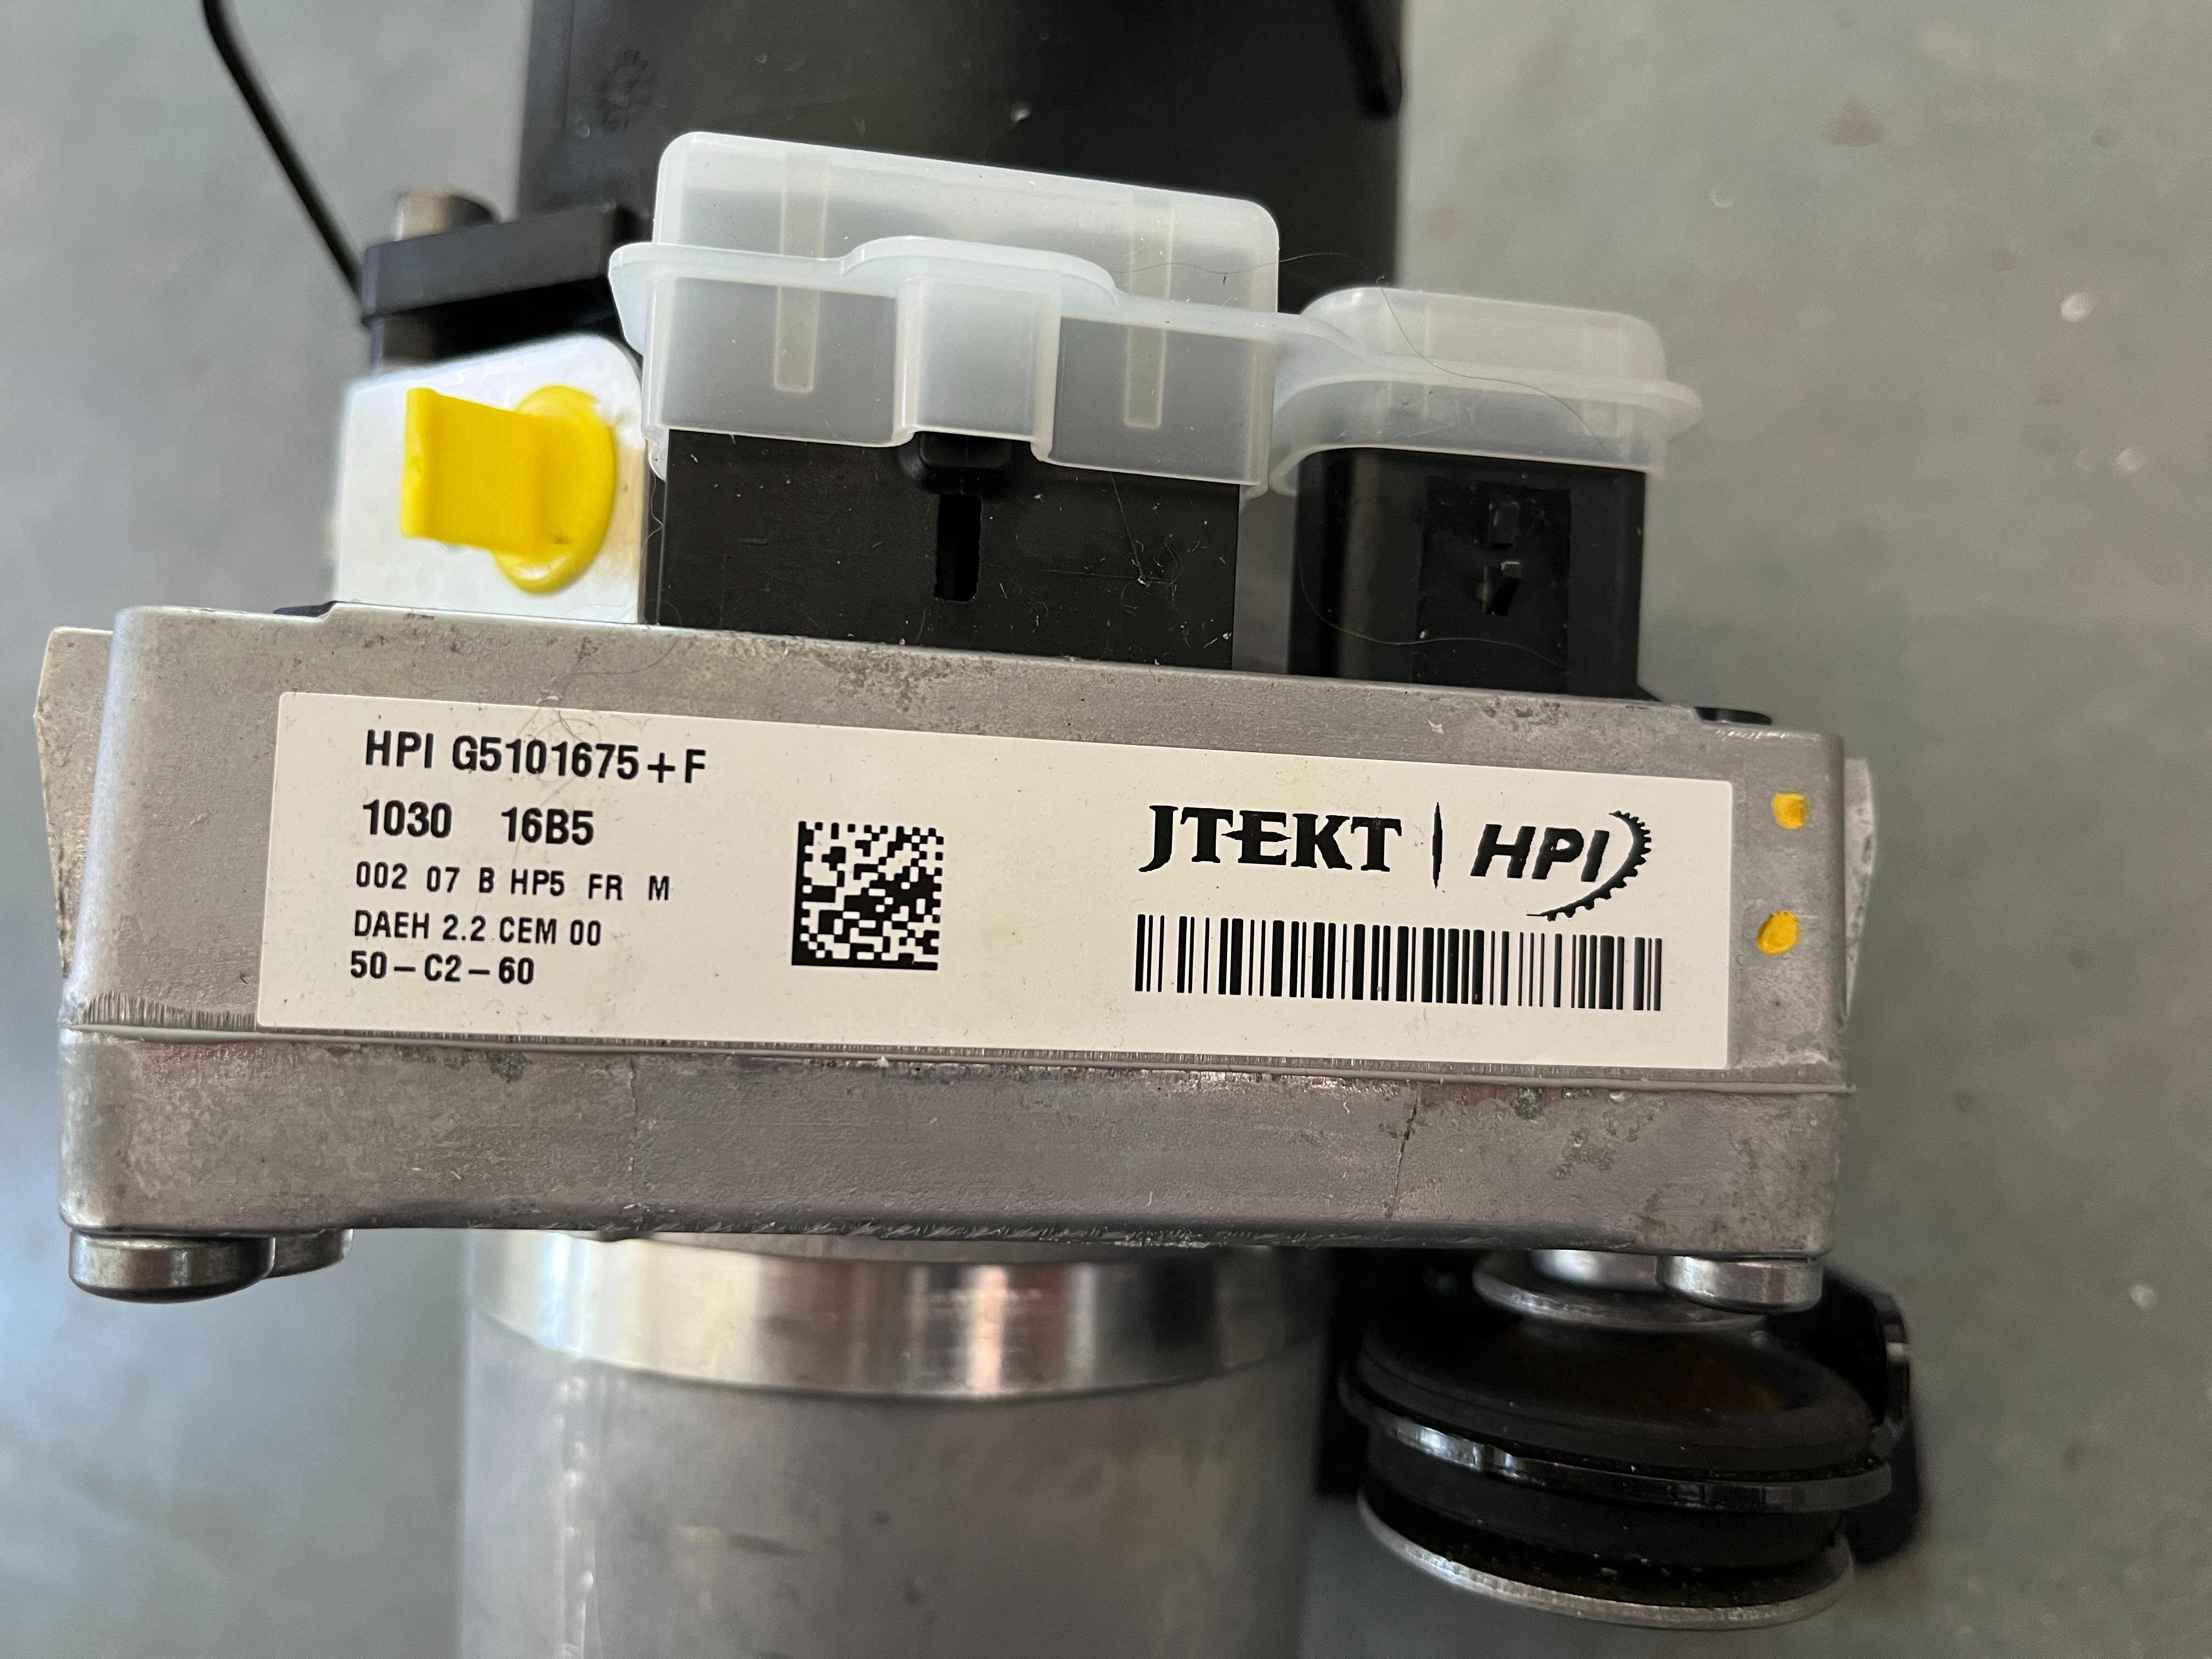 HPI G5101675+F
1030 16B5
002 07 B HP5 FR M
DAEH 2.2 CEM 00
50-C2-60
JTEKT | HPI